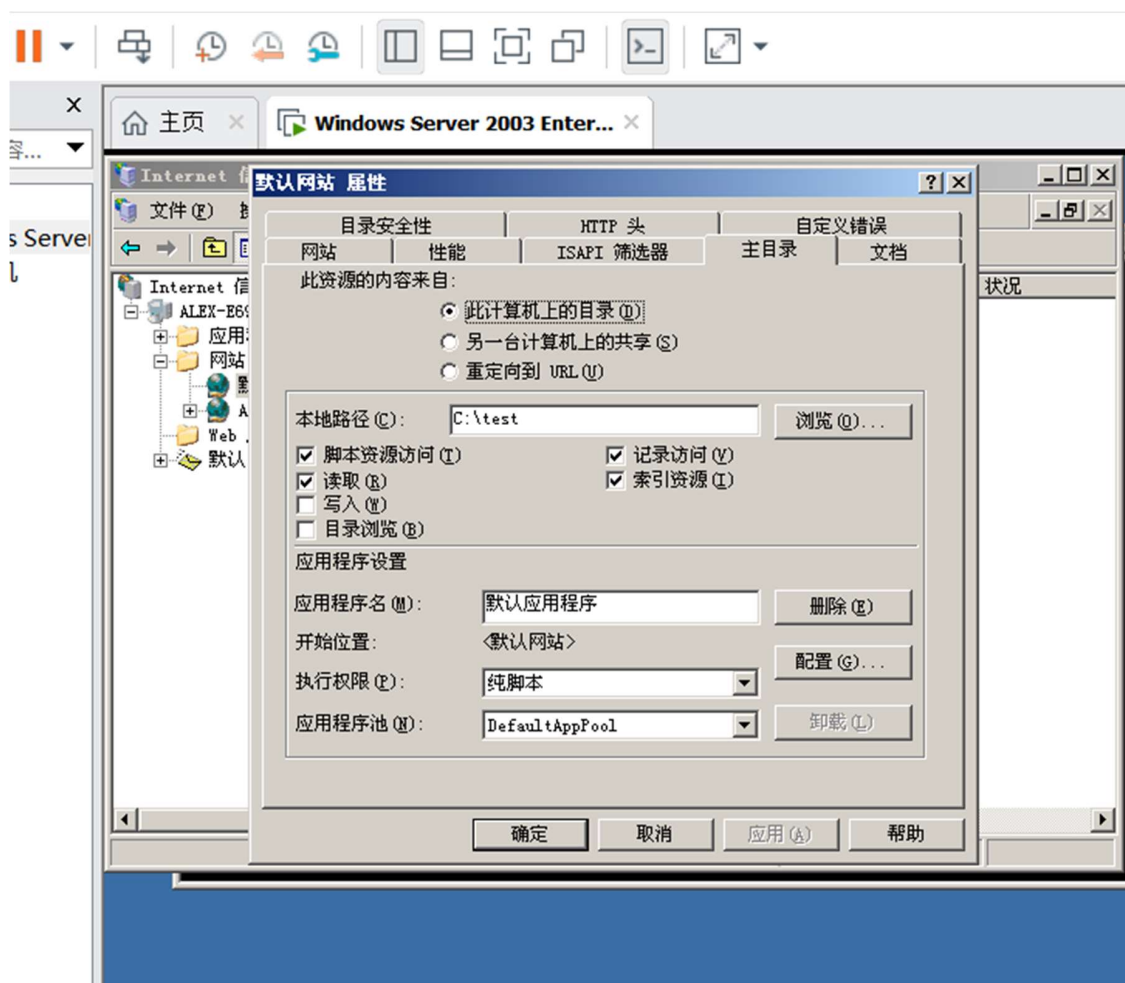 主页
Windows Server 2003 Enter...
容...
s Server
Internet 信
默认网站 属性
文件(F)
目录安全性 HTTP 头 自定义错误
网站 性能 ISAPI 筛选器 主目录 文档
Internet 信
状况
ALEX-E69
应用
网站
默
Web
默认
此资源的内容来自:
此计算机上的目录(D)
另一台计算机上的共享(S)
重定向到 URL(U)
本地路径(C): C:\test 浏览(O)...
脚本资源访问(T) 记录访问(V)
读取(R) 索引资源(I)
写入(W)
目录浏览(B)
应用程序设置
应用程序名(M): 默认应用程序 删除(E)
开始位置: <默认网站>
配置(G)...
执行权限(P): 纯脚本
应用程序池(N): DefaultAppPool 卸载(L)
确定 取消 应用(A) 帮助